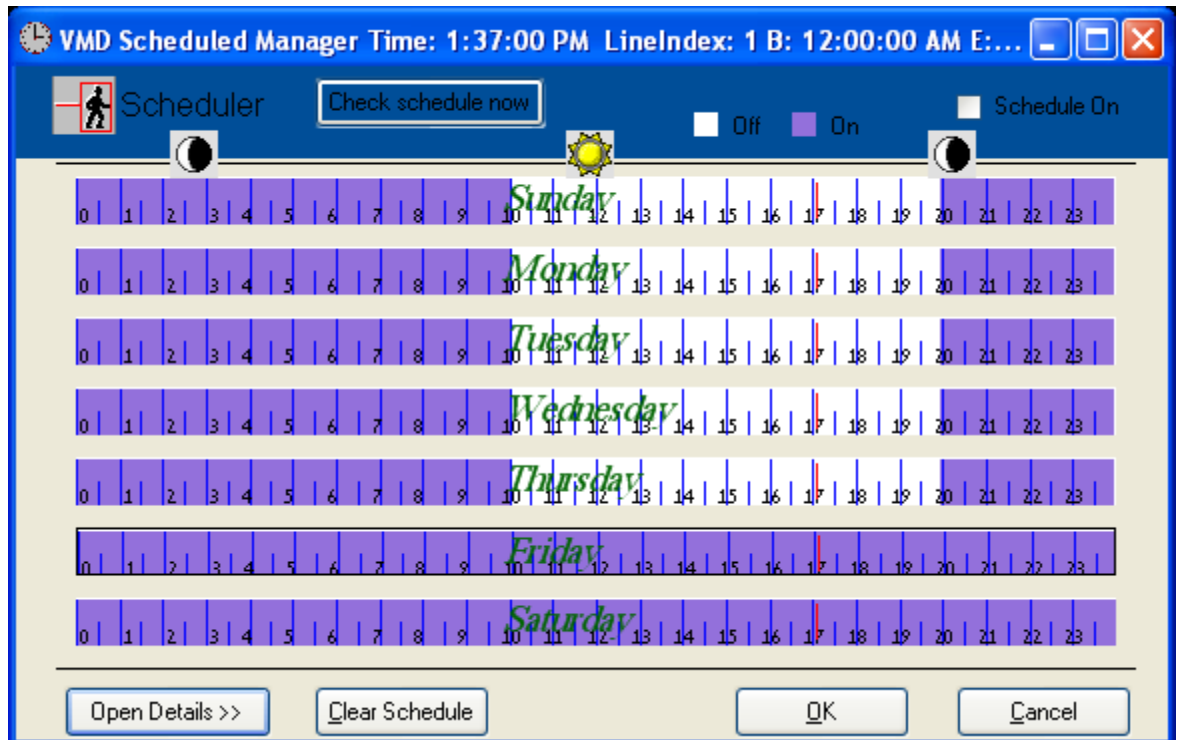 VMD Scheduled Manager Time: 1:37:00 PM LineIndex: 1 B: 12:00:00 AM E:...
Scheduler
Check schedule now
Off
On
Schedule On
Sunday
0 1 2 3 4 5 6 7 8 9 10 11 12 13 14 15 16 17 18 19 20 21 22 23
Monday
0 1 2 3 4 5 6 7 8 9 10 11 12 13 14 15 16 17 18 19 20 21 22 23
Tuesday
0 1 2 3 4 5 6 7 8 9 10 11 12 13 14 15 16 17 18 19 20 21 22 23
Wednesday
0 1 2 3 4 5 6 7 8 9 10 11 12 13 14 15 16 17 18 19 20 21 22 23
Thursday
0 1 2 3 4 5 6 7 8 9 10 11 12 13 14 15 16 17 18 19 20 21 22 23
Friday
0 1 2 3 4 5 6 7 8 9 10 11 12 13 14 15 16 17 18 19 20 21 22 23
Saturday
0 1 2 3 4 5 6 7 8 9 10 11 12 13 14 15 16 17 18 19 20 21 22 23
Open Details >>
Clear Schedule
OK
Cancel